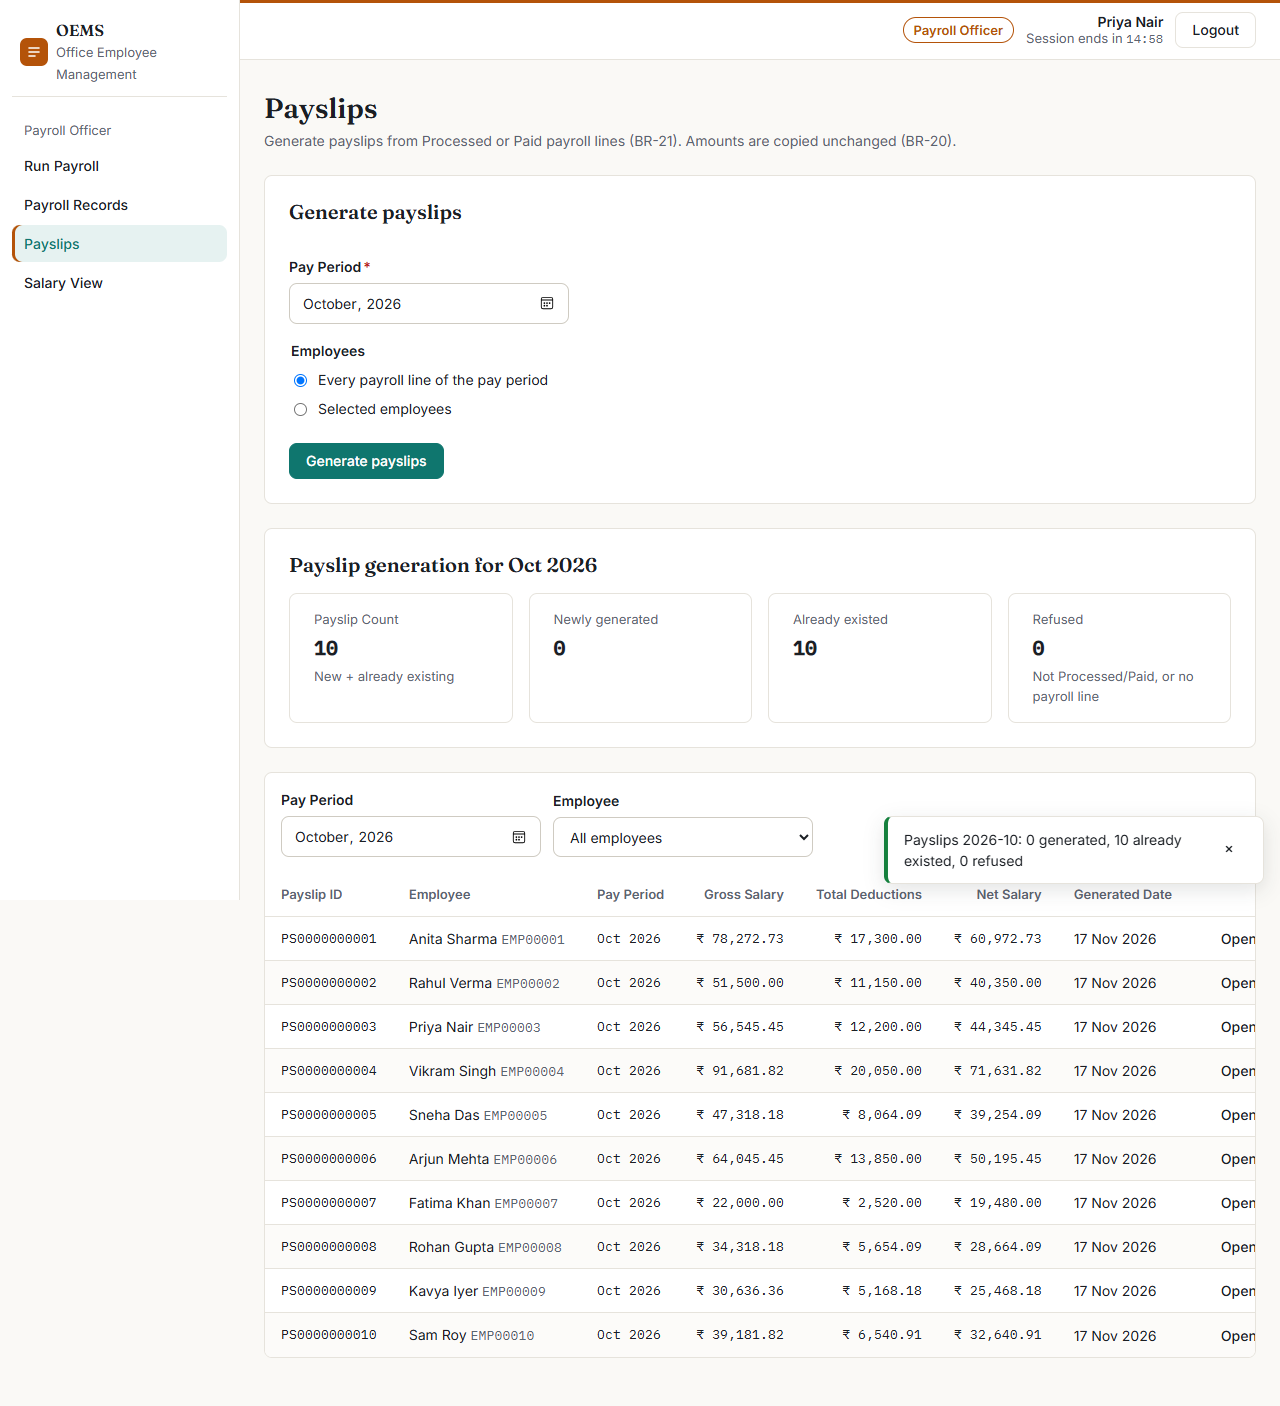 OEMS
Office Employee
Management
Payroll Officer
Run Payroll
Payroll Records
Payslips
Salary View
Payroll Officer
Priya Nair
Session ends in 14:58
Logout
Payslips
Generate payslips from Processed or Paid payroll lines (BR-21). Amounts are copied unchanged (BR-20).
Generate payslips
Pay Period*
October, 2026
Employees
Every payroll line of the pay period
Selected employees
Generate payslips
Payslip generation for Oct 2026
Payslip Count
10
New + already existing
Newly generated
0
Already existed
10
Refused
0
Not Processed/Paid, or no
payroll line
Pay Period
October, 2026
Employee
All employees
Payslips 2026-10: 0 generated, 10 already
existed, 0 refused
×
Payslip ID Employee Pay Period Gross Salary Total Deductions Net Salary Generated Date
PS0000000001 Anita Sharma EMP00001 Oct 2026 ₹ 78,272.73 ₹ 17,300.00 ₹ 60,972.73 17 Nov 2026 Open
PS0000000002 Rahul Verma EMP00002 Oct 2026 ₹ 51,500.00 ₹ 11,150.00 ₹ 40,350.00 17 Nov 2026 Open
PS0000000003 Priya Nair EMP00003 Oct 2026 ₹ 56,545.45 ₹ 12,200.00 ₹ 44,345.45 17 Nov 2026 Open
PS0000000004 Vikram Singh EMP00004 Oct 2026 ₹ 91,681.82 ₹ 20,050.00 ₹ 71,631.82 17 Nov 2026 Open
PS0000000005 Sneha Das EMP00005 Oct 2026 ₹ 47,318.18 ₹ 8,064.09 ₹ 39,254.09 17 Nov 2026 Open
PS0000000006 Arjun Mehta EMP00006 Oct 2026 ₹ 64,045.45 ₹ 13,850.00 ₹ 50,195.45 17 Nov 2026 Open
PS0000000007 Fatima Khan EMP00007 Oct 2026 ₹ 22,000.00 ₹ 2,520.00 ₹ 19,480.00 17 Nov 2026 Open
PS0000000008 Rohan Gupta EMP00008 Oct 2026 ₹ 34,318.18 ₹ 5,654.09 ₹ 28,664.09 17 Nov 2026 Open
PS0000000009 Kavya Iyer EMP00009 Oct 2026 ₹ 30,636.36 ₹ 5,168.18 ₹ 25,468.18 17 Nov 2026 Open
PS0000000010 Sam Roy EMP00010 Oct 2026 ₹ 39,181.82 ₹ 6,540.91 ₹ 32,640.91 17 Nov 2026 Open